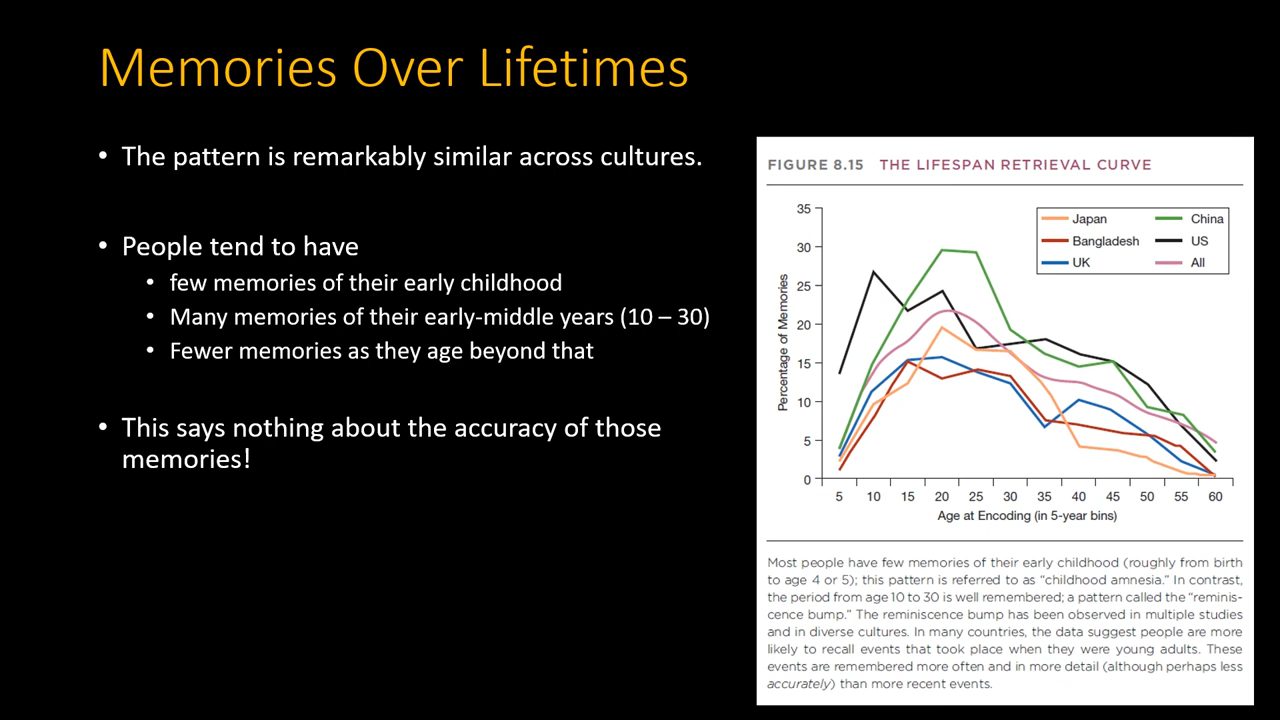 Memories Over Lifetimes
• The pattern is remarkably similar across cultures.
• People tend to have
• few memories of their early childhood
• Many memories of their early-middle years (10 – 30)
• Fewer memories as they age beyond that
• This says nothing about the accuracy of those
memories!
FIGURE 8.15 THE LIFESPAN RETRIEVAL CURVE
Japan China
Bangladesh US
UK All
Percentage of Memories
35
30
25
20
15
10
5
0
5 10 15 20 25 30 35 40 45 50 55 60
Age at Encoding (in 5-year bins)
Most people have few memories of their early childhood (roughly from birth
to age 4 or 5); this pattern is referred to as “childhood amnesia.” In contrast,
the period from age 10 to 30 is well remembered; a pattern called the “reminis-
cence bump.” The reminiscence bump has been observed in multiple studies
and in diverse cultures. In many countries, the data suggest people are more
likely to recall events that took place when they were young adults. These
events are remembered more often and in more detail (although perhaps less
accurately) than more recent events.